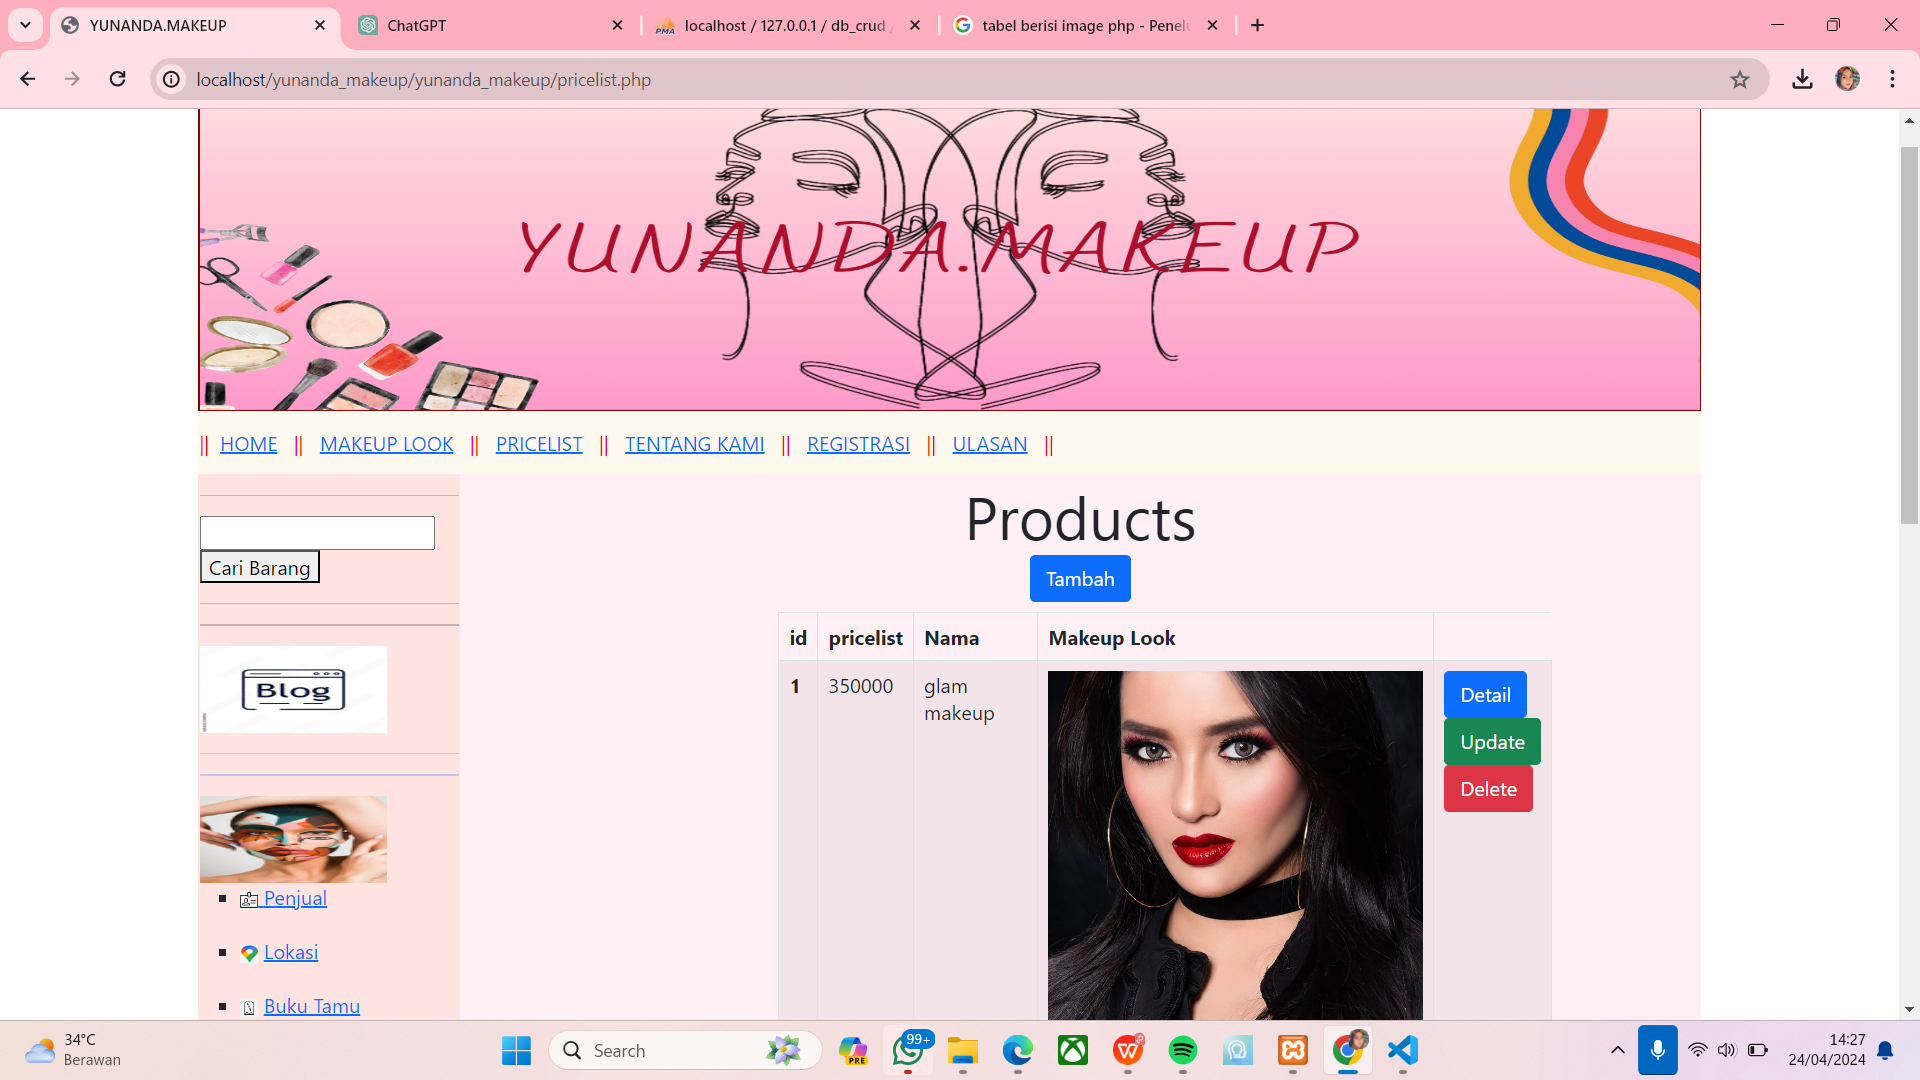 YUNANDA.MAKEUP
ChatGPT
localhost / 127.0.0.1 / db_crud
tabel berisi image php - Penel
localhost/yunanda_makeup/yunanda_makeup/pricelist.php
YUNANDA.MAKEUP
|| HOME || MAKEUP LOOK || PRICELIST || TENTANG KAMI || REGISTRASI || ULASAN ||
Products
Cari Barang
Tambah
id pricelist Nama Makeup Look
1 350000 glam makeup
Detail
Update
Delete
Blog
Penjual
Lokasi
Buku Tamu
34°C
Berawan
Search
PRE
99+
14:27
24/04/2024